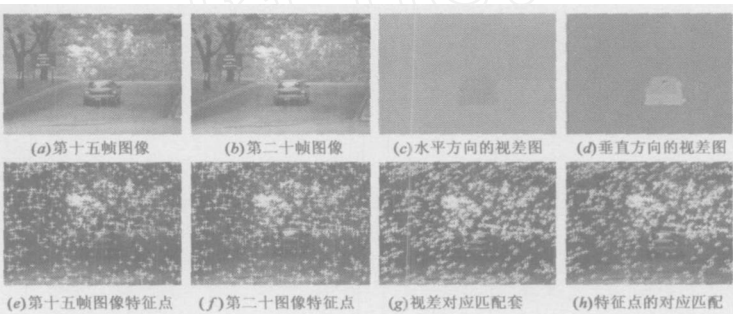 (a)第十五帧图像
(b)第二十帧图像
(c)水平方向的视差图
(d)垂直方向的视差图
(e)第十五帧图像特征点
(f)第二十图像特征点
(g)视差对应匹配套
(h)特征点的对应匹配